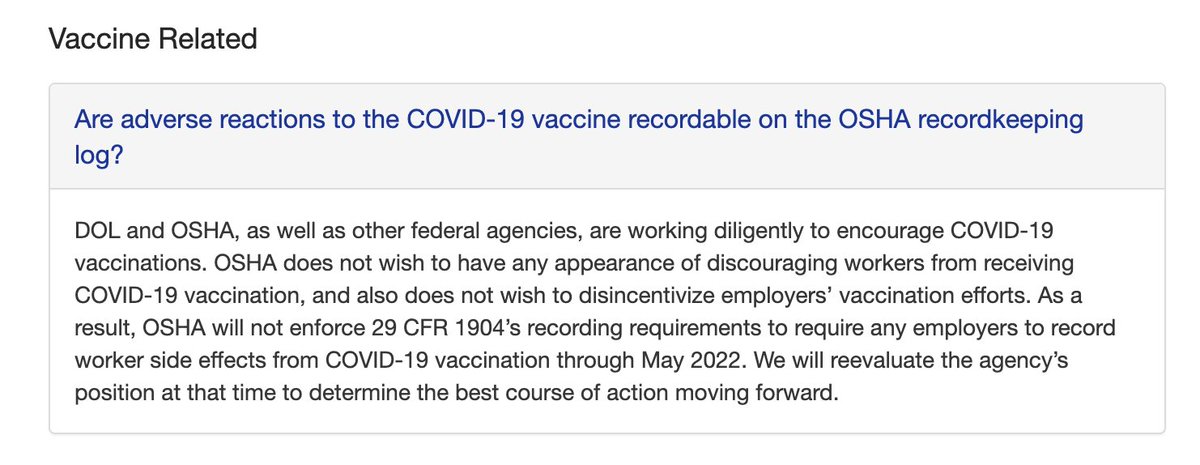 Vaccine Related
Are adverse reactions to the COVID-19 vaccine recordable on the OSHA recordkeeping
log?
DOL and OSHA, as well as other federal agencies, are working diligently to encourage COVID-19
vaccinations. OSHA does not wish to have any appearance of discouraging workers from receiving
COVID-19 vaccination, and also does not wish to disincentivize employers’ vaccination efforts. As a
result, OSHA will not enforce 29 CFR 1904’s recording requirements to require any employers to record
worker side effects from COVID-19 vaccination through May 2022. We will reevaluate the agency’s
position at that time to determine the best course of action moving forward.